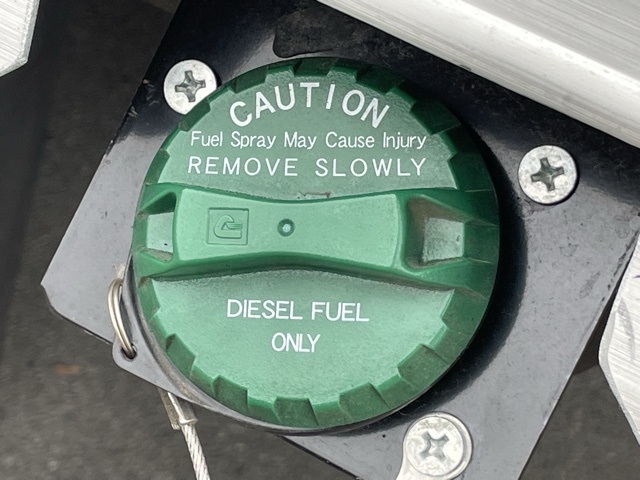 CAUTION
Fuel Spray May Cause Injury
REMOVE SLOWLY
DIESEL FUEL
ONLY